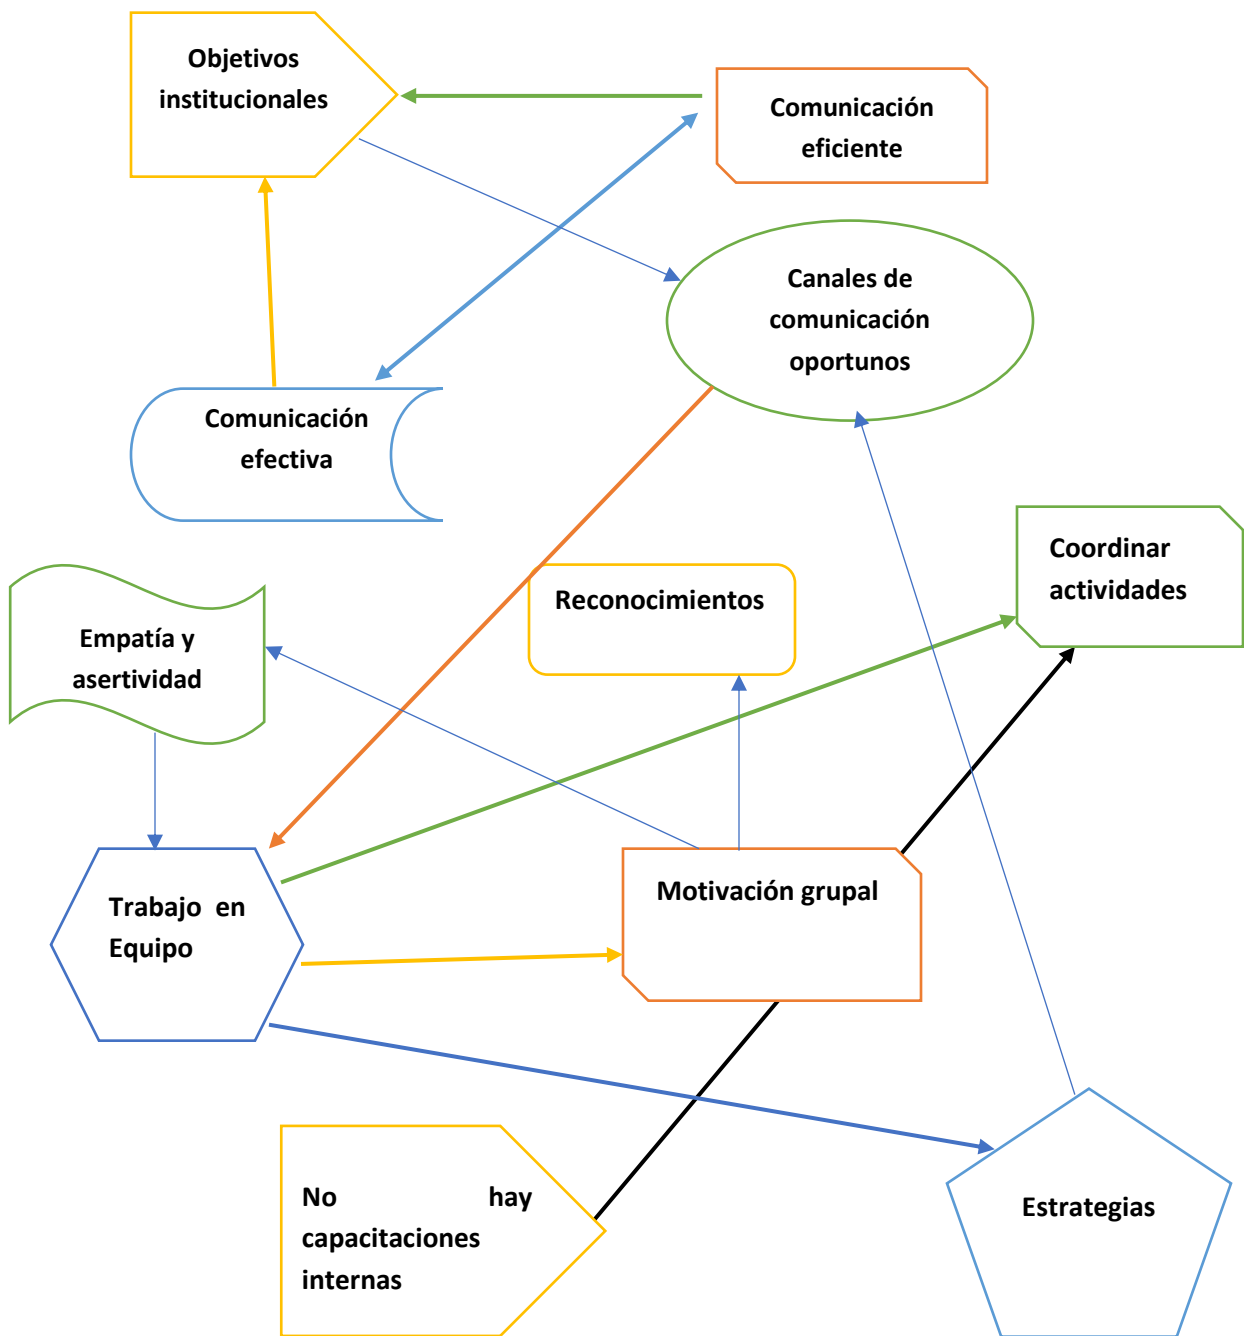 Objetivos
institucionales
Comunicación
eficiente
Canales de
comunicación
oportunos
Comunicación
efectiva
Coordinar
actividades
Reconocimientos
Empatía y
asertividad
Motivación grupal
Trabajo en
Equipo
No hay
capacitaciones
internas
Estrategias